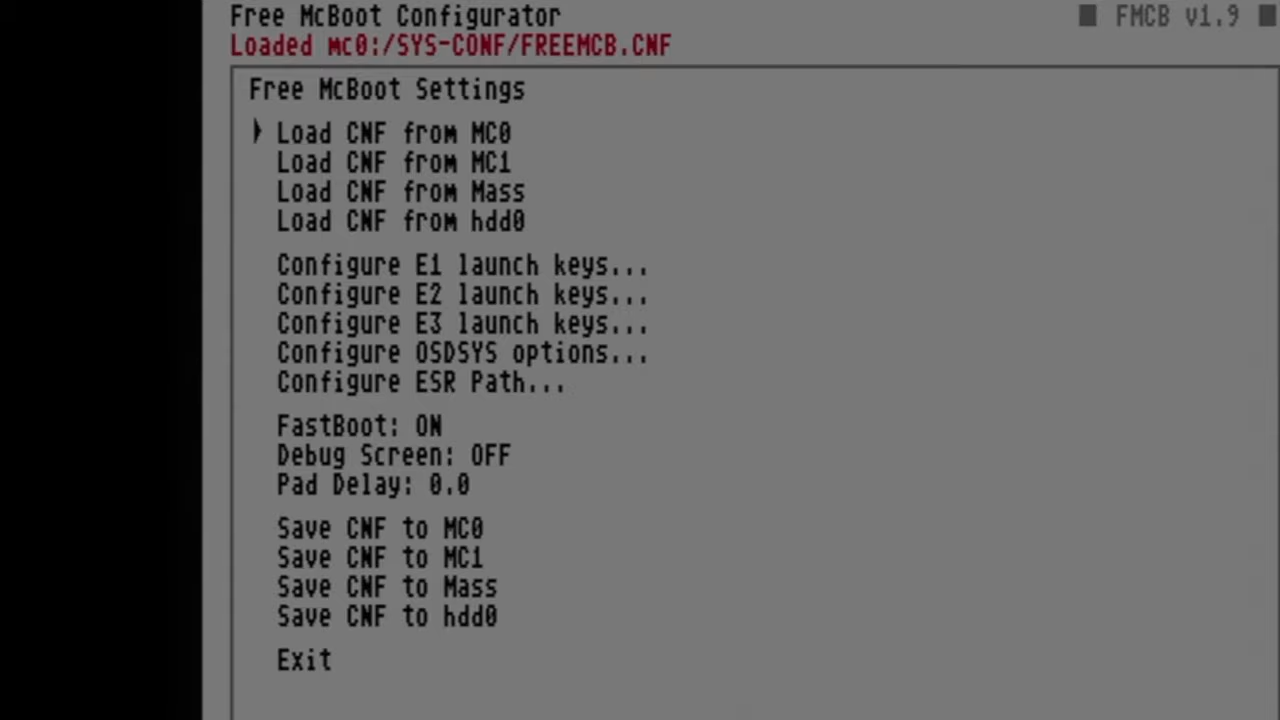 Free McBoot Configurator
■ FMCB v1.9 ■
Loaded mc0:/SYS-CONF/FREEMCB.CNF
Free McBoot Settings
Load CNF from MC0
Load CNF from MC1
Load CNF from Mass
Load CNF from hdd0
Configure E1 launch keys...
Configure E2 launch keys...
Configure E3 launch keys...
Configure OSDSYS options...
Configure ESR Path...
FastBoot: ON
Debug Screen: OFF
Pad Delay: 0.0
Save CNF to MC0
Save CNF to MC1
Save CNF to Mass
Save CNF to hdd0
Exit